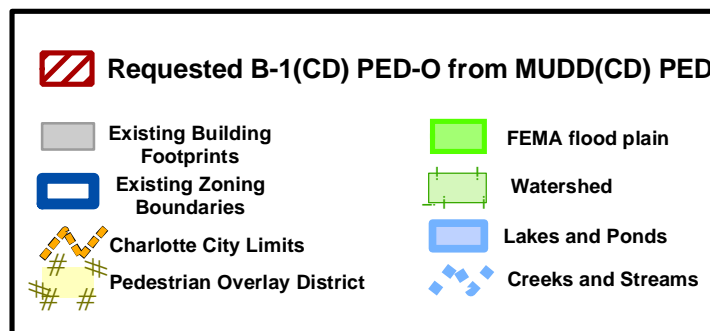 Requested B-1(CD) PED-O from MUDD(CD) PED
Existing Building
Footprints
Existing Zoning
Boundaries
Charlotte City Limits
Pedestrian Overlay District
FEMA flood plain
Watershed
Lakes and Ponds
Creeks and Streams